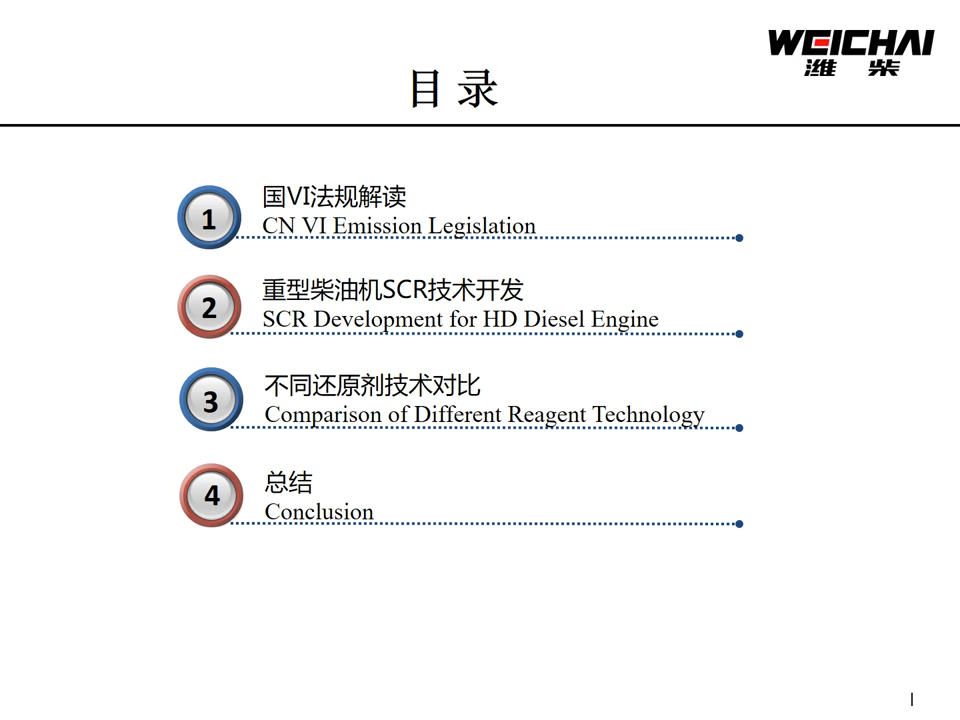 WEICHAI
潍 柴
目 录
1
国VI法规解读
CN VI Emission Legislation
2
重型柴油机SCR技术开发
SCR Development for HD Diesel Engine
3
不同还原剂技术对比
Comparison of Different Reagent Technology
4
总结
Conclusion